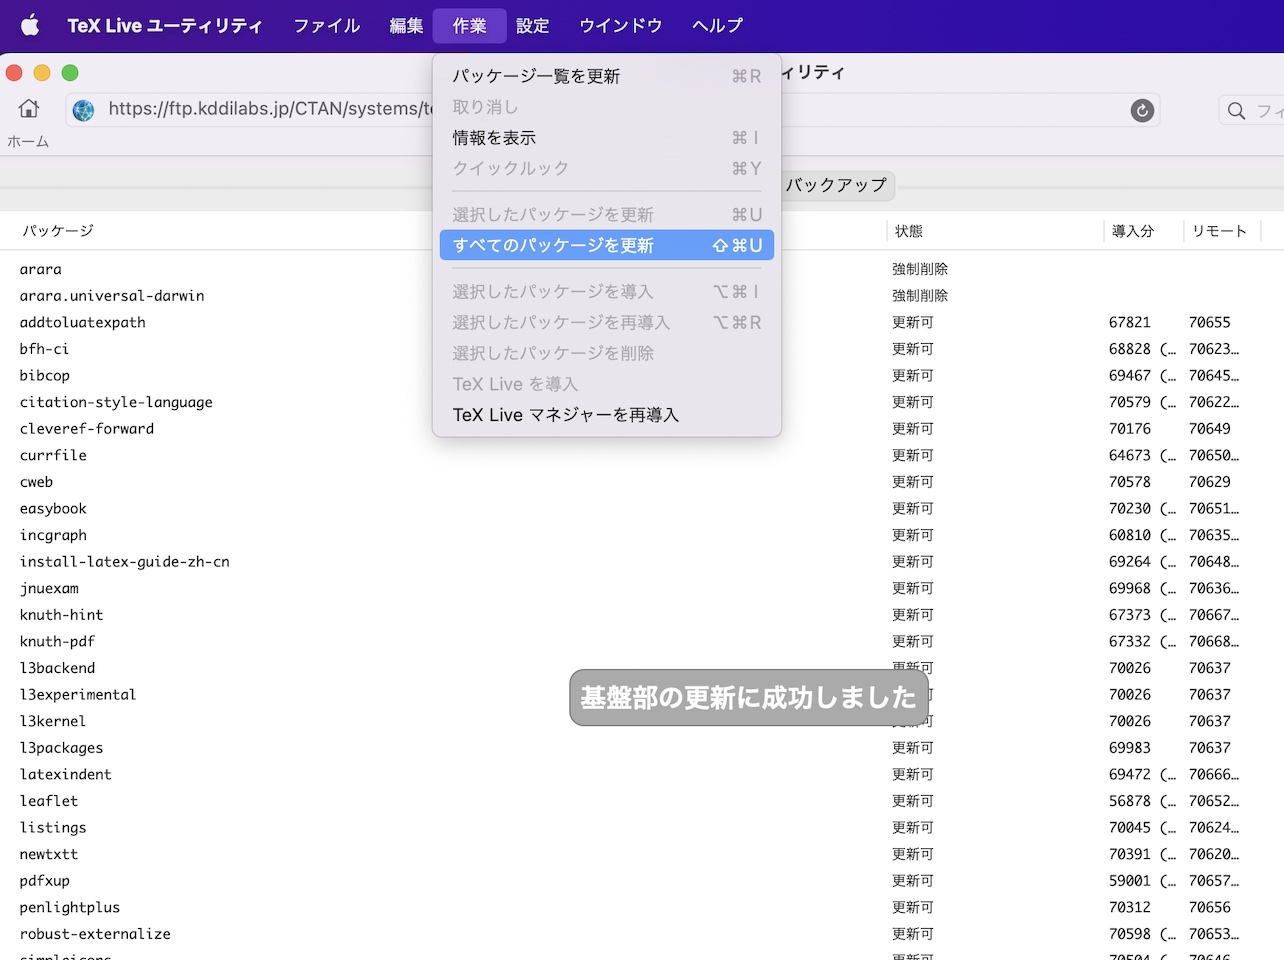 TeX Live ユーティリティ ファイル 編集 作業 設定 ウインドウ ヘルプ
パッケージ一覧を更新 ⌘R
取り消し
情報を表示 ⌘I
クイックルック ⌘Y
選択したパッケージを更新 ⌘U
すべてのパッケージを更新 ⇧⌘U
選択したパッケージを導入 ⌥⌘I
選択したパッケージを再導入 ⌥⌘R
選択したパッケージを削除
TeX Live を導入
TeX Live マネジャーを再導入
ィリティ
https://ftp.kddilabs.jp/CTAN/systems/te
フィ
ホーム
バックアップ
パッケージ 状態 導入分 リモート
arara 強制削除
arara.universal-darwin 強制削除
addtoluatexpath 更新可 67821 70655
bfh-ci 更新可 68828 (… 70623…
bibcop 更新可 69467 (… 70645…
citation-style-language 更新可 70579 (… 70622…
cleveref-forward 更新可 70176 70649
currfile 更新可 64673 (… 70650…
cweb 更新可 70578 70629
easybook 更新可 70230 (… 70651…
incgraph 更新可 60810 (… 70635…
install-latex-guide-zh-cn 更新可 69264 (… 70648…
jnuexam 更新可 69968 (… 70636…
knuth-hint 更新可 67373 (… 70667…
knuth-pdf 更新可 67332 (… 70668…
l3backend 更新可 70026 70637
l3experimental 70026 70637
基盤部の更新に成功しました
l3kernel 更新可 70026 70637
l3packages 更新可 69983 70637
latexindent 更新可 69472 (… 70666…
leaflet 更新可 56878 (… 70652…
listings 更新可 70045 (… 70624…
newtxtt 更新可 70391 (… 70620…
pdfxup 更新可 59001 (… 70657…
penlightplus 更新可 70312 70656
robust-externalize 更新可 70598 (… 70653…
simpleicons 更新可 70504 (… 70646…